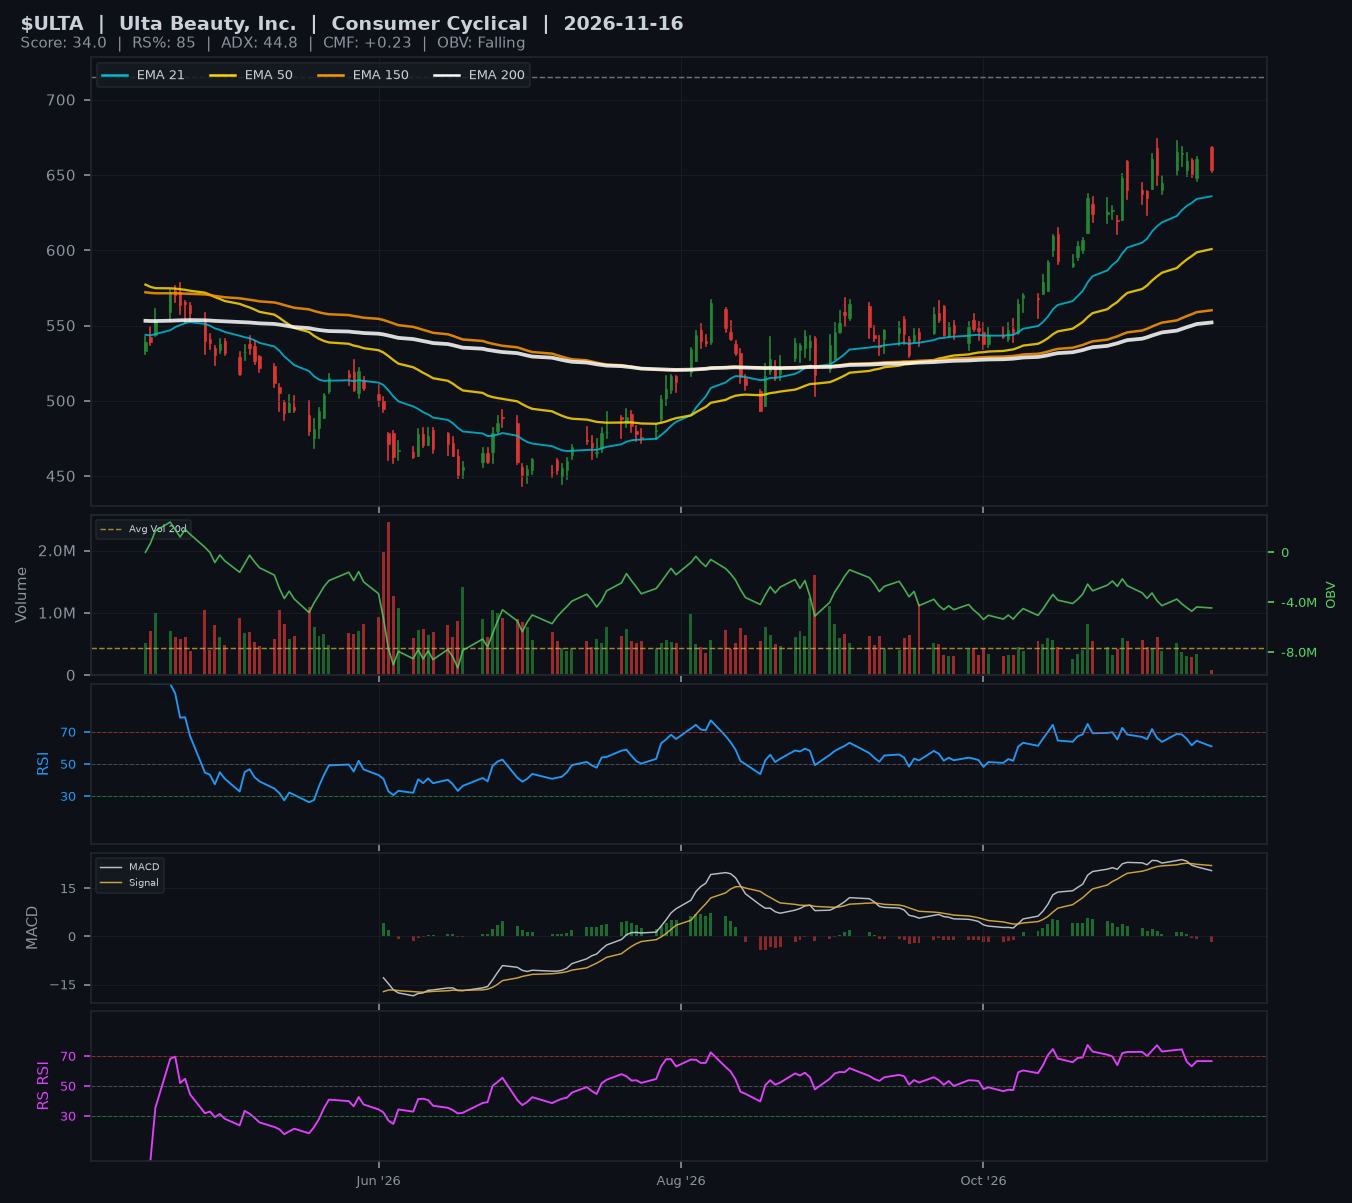 $ULTA | Ulta Beauty, Inc. | Consumer Cyclical | 2026-11-16
Score: 34.0 | RS%: 85 | ADX: 44.8 | CMF: +0.23 | OBV: Falling
EMA 21 EMA 50 EMA 150 EMA 200
700
650
600
550
500
450
Avg Vol 20d
Volume
2.0M
1.0M
0
OBV
0
-4.0M
-8.0M
RSI
70
50
30
MACD
Signal
MACD
15
0
−15
RS RSI
70
50
30
Jun '26 Aug '26 Oct '26